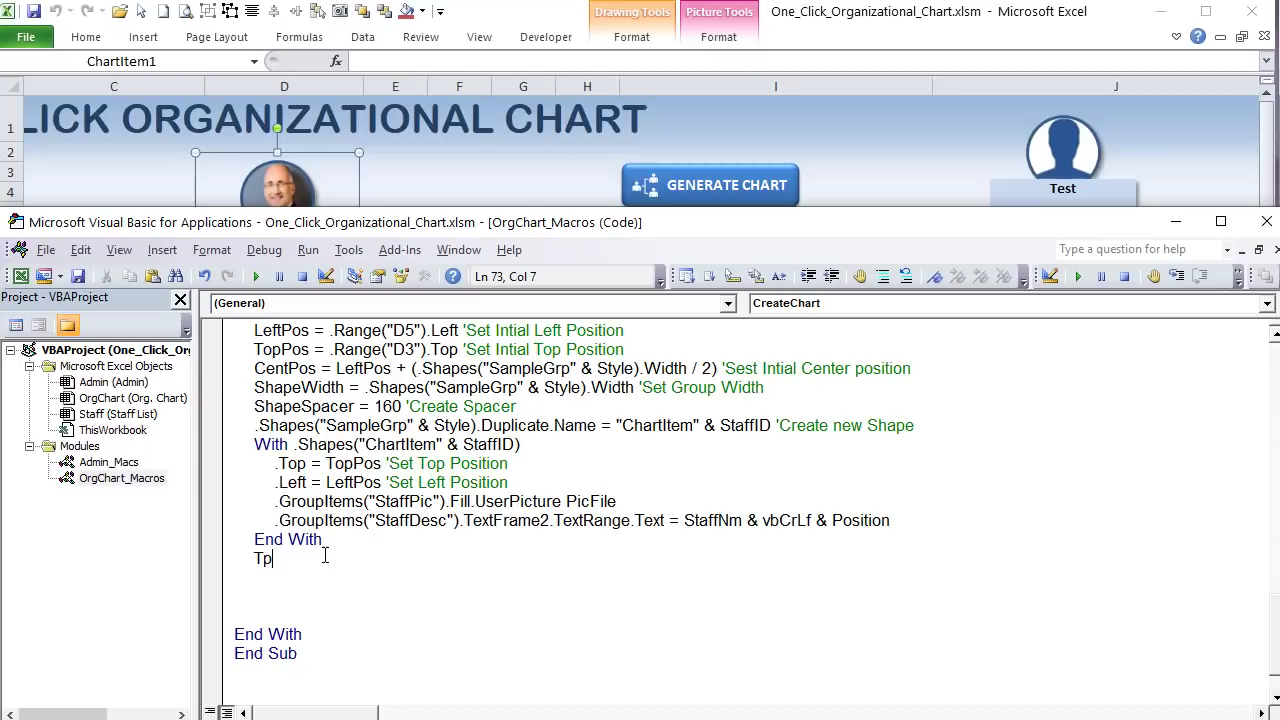 Drawing Tools
Picture Tools
One_Click_Organizational_Chart.xlsm - Microsoft Excel
File Home Insert Page Layout Formulas Data Review View Developer Format Format
ChartItem1 fx
C D E F G H I J
1 LICK ORGANIZATIONAL CHART
2
3
4
GENERATE CHART
Test
Microsoft Visual Basic for Applications - One_Click_Organizational_Chart.xlsm - [OrgChart_Macros (Code)]
File Edit View Insert Format Debug Run Tools Add-Ins Window Help Type a question for help
Ln 73, Col 7
Project - VBAProject
VBAProject (One_Click_Or
Microsoft Excel Objects
Admin (Admin)
OrgChart (Org. Chart)
Staff (Staff List)
ThisWorkbook
Modules
Admin_Macs
OrgChart_Macros
(General) CreateChart
LeftPos = .Range("D5").Left 'Set Intial Left Position
TopPos = .Range("D3").Top 'Set Intial Top Position
CentPos = LeftPos + (.Shapes("SampleGrp" & Style).Width / 2) 'Sest Intial Center position
ShapeWidth = .Shapes("SampleGrp" & Style).Width 'Set Group Width
ShapeSpacer = 160 'Create Spacer
.Shapes("SampleGrp" & Style).Duplicate.Name = "ChartItem" & StaffID 'Create new Shape
With .Shapes("ChartItem" & StaffID)
.Top = TopPos 'Set Top Position
.Left = LeftPos 'Set Left Position
.GroupItems("StaffPic").Fill.UserPicture PicFile
.GroupItems("StaffDesc").TextFrame2.TextRange.Text = StaffNm & vbCrLf & Position
End With
Tp
End With
End Sub